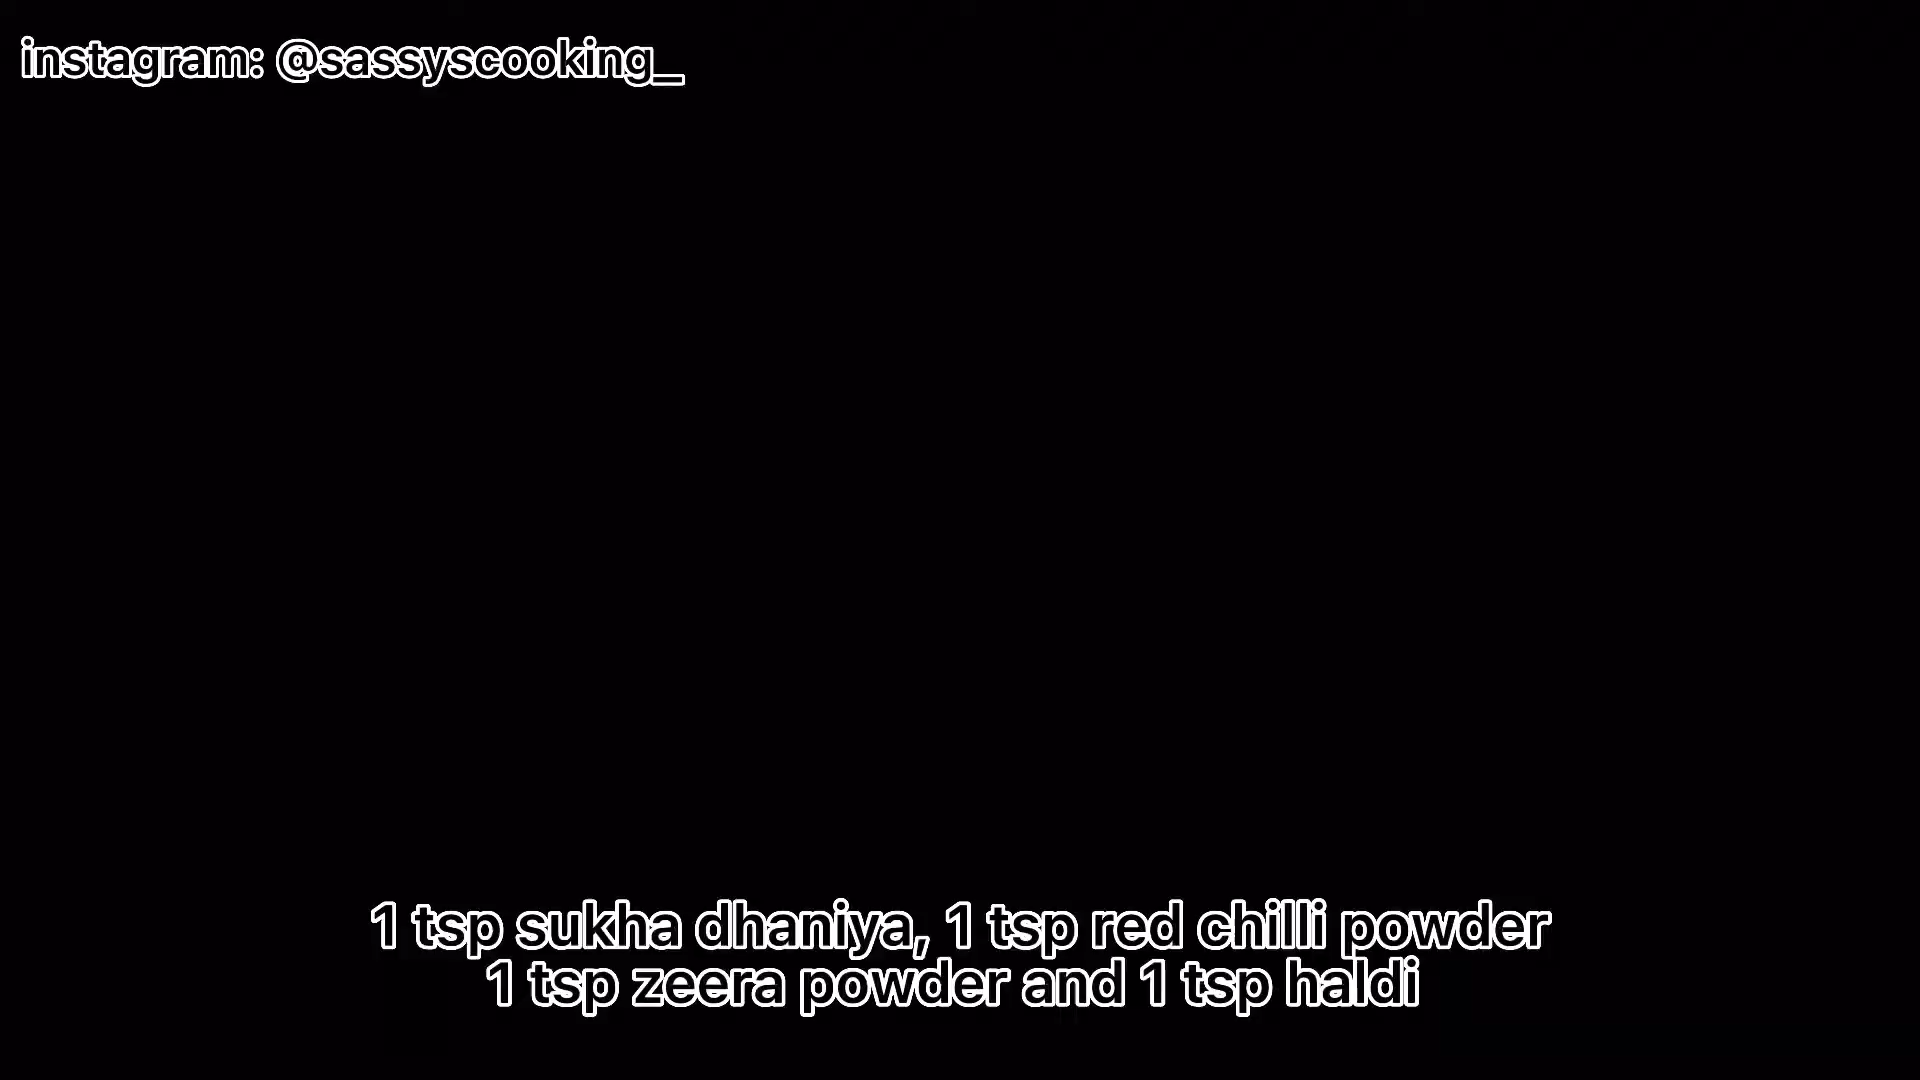 instagram: @sassyscooking_
1 tsp sukha dhaniya, 1 tsp red chilli powder
1 tsp zeera powder and 1 tsp haldi